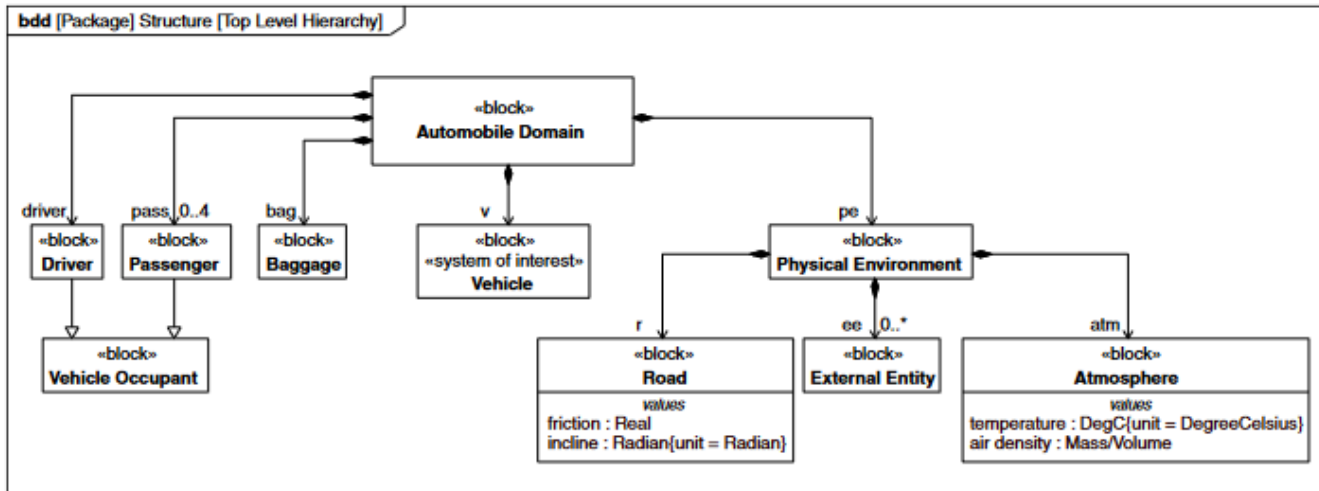 bdd [Package] Structure [Top Level Hierarchy]
«block»
Automobile Domain
driver
pass 0..4
bag
v
pe
«block»
Driver
«block»
Passenger
«block»
Baggage
«block»
«system of interest»
Vehicle
«block»
Physical Environment
«block»
Vehicle Occupant
r
ee 0..*
atm
«block»
Road
values
friction : Real
incline : Radian{unit = Radian}
«block»
External Entity
«block»
Atmosphere
values
temperature : DegC{unit = DegreeCelsius}
air density : Mass/Volume